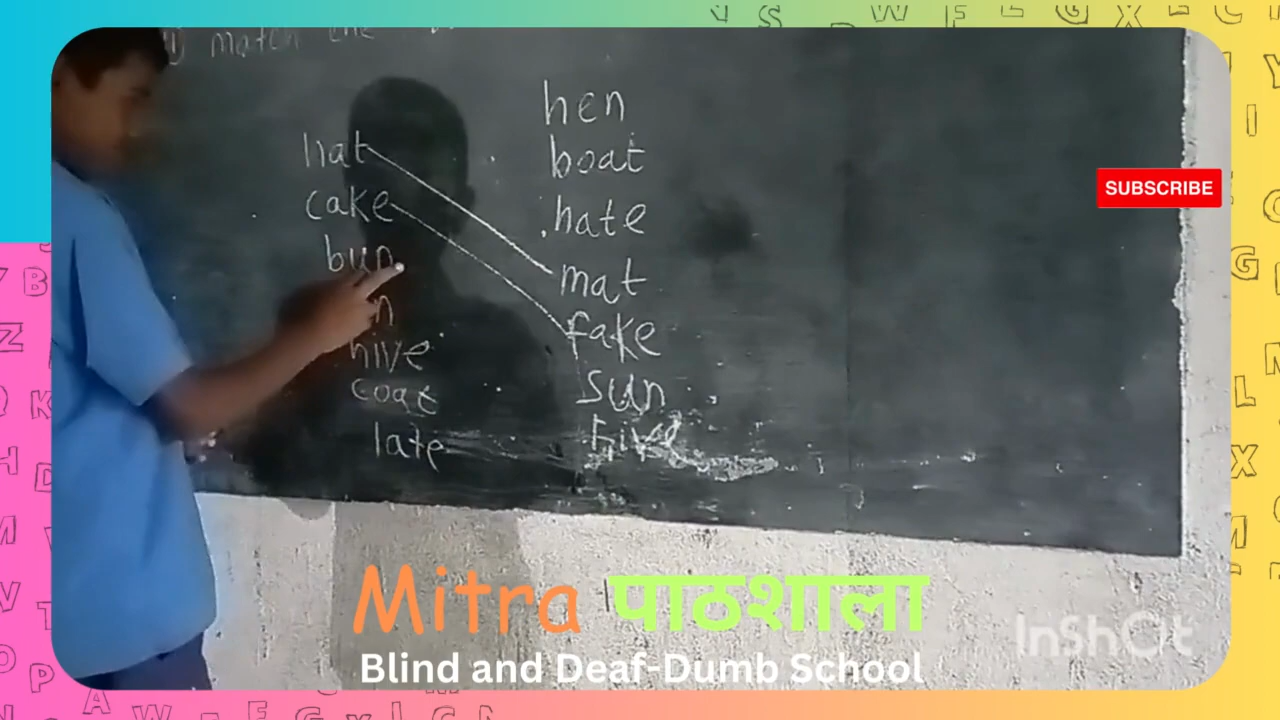 1) match the
hat
cake
bun
n
hive
coat
late
hen
boat
hate
mat
fake
sun
five
SUBSCRIBE
Mitra पाठशाला
Blind and Deaf-Dumb School
InShOt